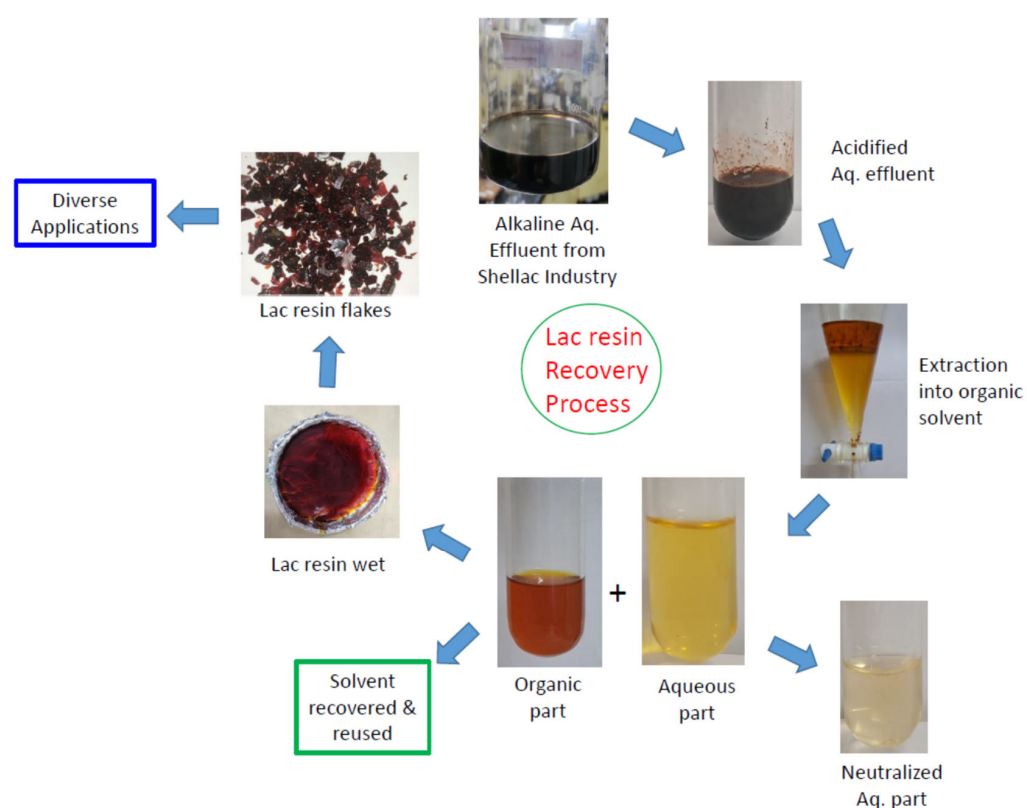 Alkaline Aq.
Effluent from
Shellac Industry
Acidified
Aq. effluent
Extraction
into organic
solvent
Organic
part
+
Aqueous
part
Neutralized
Aq. part
Solvent
recovered &
reused
Lac resin wet
Lac resin flakes
Diverse
Applications
Lac resin
Recovery
Process